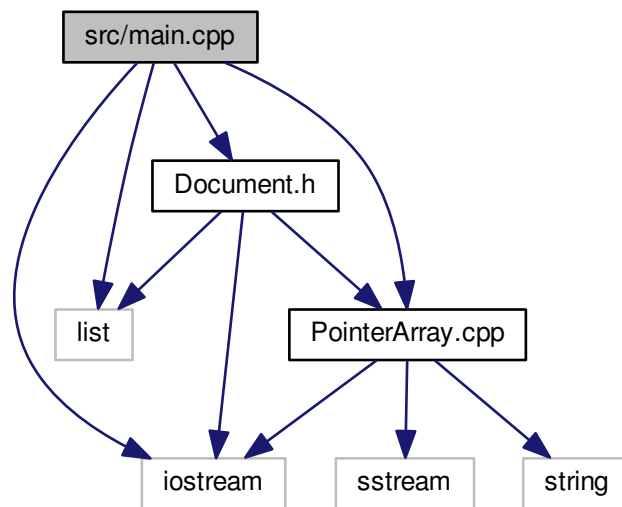 src/main.cpp
Document.h
list
PointerArray.cpp
iostream
sstream
string